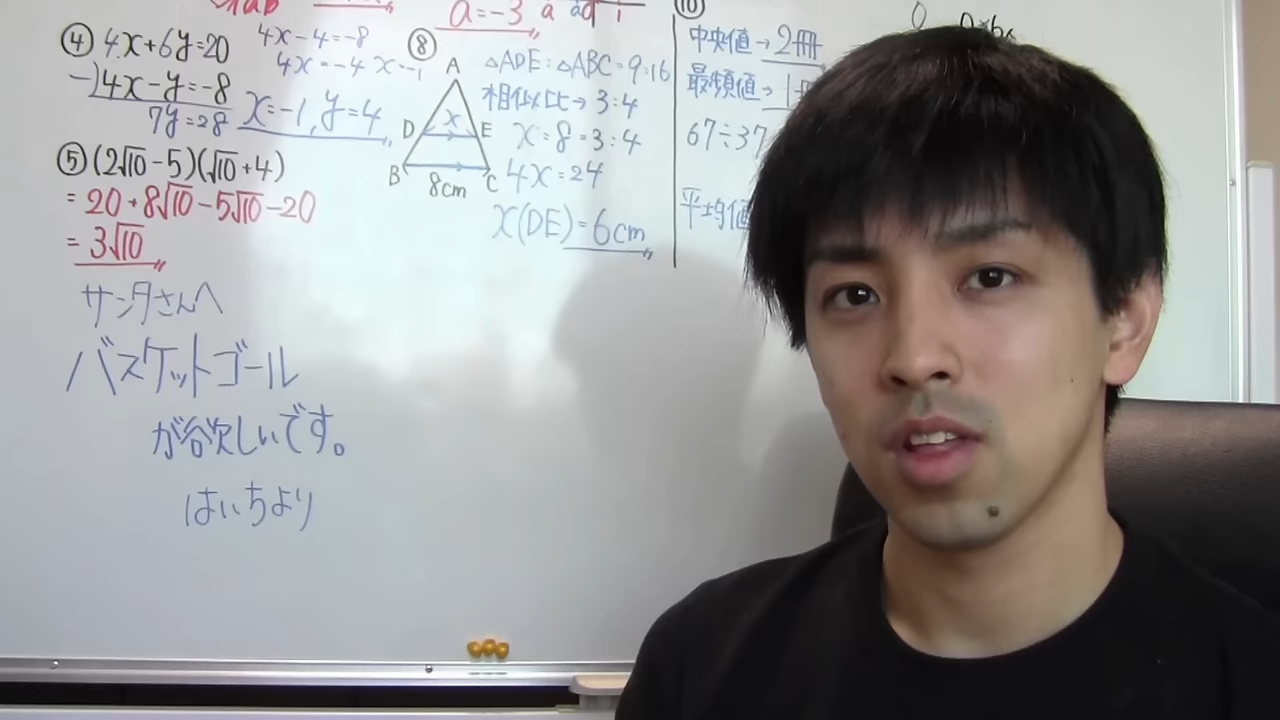 a=-3
④ 4x+6y=20
-)4x-y=-8
7y=28
4x-4=-8
4x=-4 x=-1
x=-1, y=4
⑤ (2√10-5)(√10+4)
= 20+8√10-5√10-20
= 3√10
サンタさんへ
バスケットゴール
が欲しいです。
はいちより
⑧
A
D x E
B 8cm C
△ADE:△ABC=9:16
相似比→3:4
x:8=3:4
4x=24
x(DE)=6cm
⑩
中央値→2冊
最頻値→1冊
67÷37
平均値